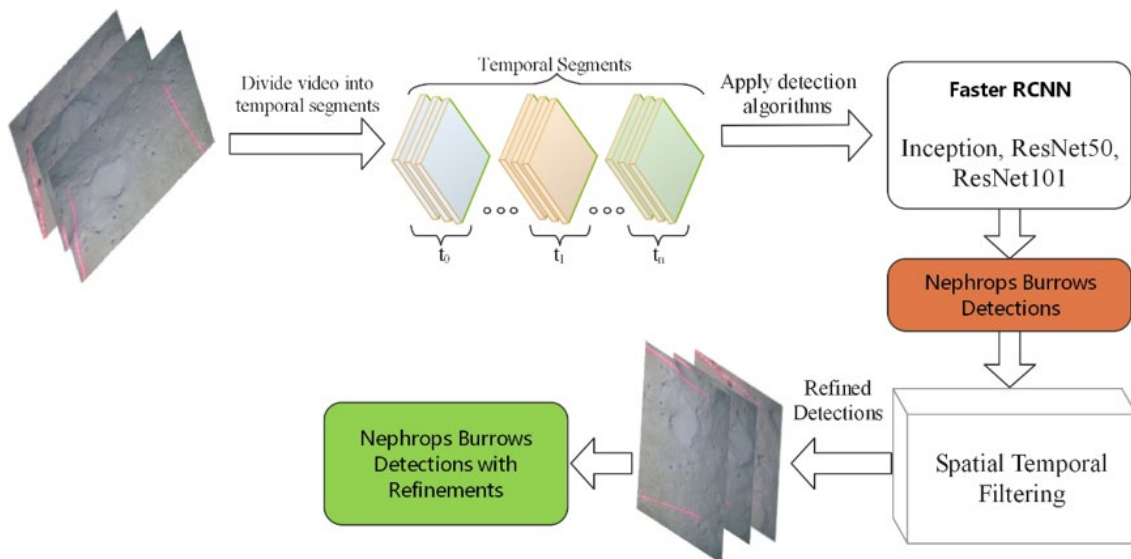 Divide video into
temporal segments
Temporal Segments
t0
t1
tn
Apply detection
algorithms
Faster RCNN
Inception, ResNet50,
ResNet101
Nephrops Burrows
Detections
Spatial Temporal
Filtering
Refined
Detections
Nephrops Burrows
Detections with
Refinements